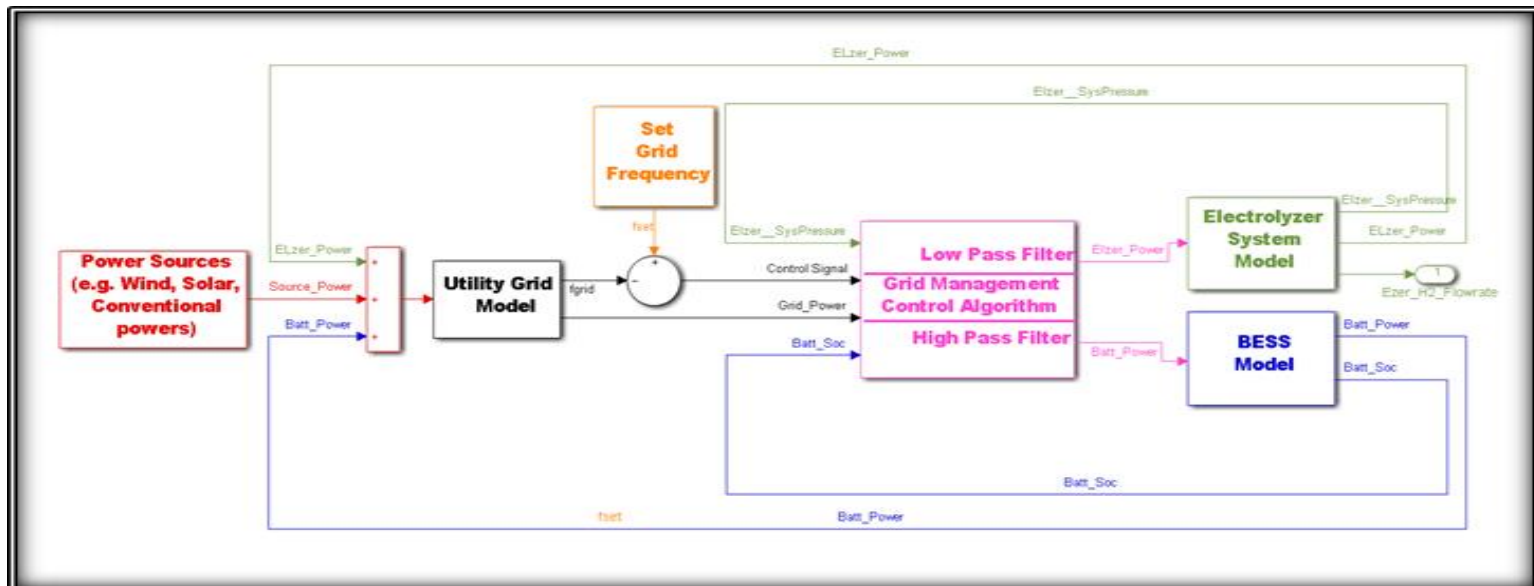 ELzer_Power
Elzer__SysPressure
Set
Grid
Frequency
fset
Elzer__SysPressure
ELzer_Power
Power Sources
(e.g. Wind, Solar,
Conventional
powers)
Source_Power
Batt_Power
+
+
+
Utility Grid
Model
fgrid
+
-
Control Signal
Grid_Power
Batt_Soc
Low Pass Filter
Grid Management
Control Algorithm
High Pass Filter
Elzer_Power
Batt_Power
Electrolyzer
System
Model
Elzer__SysPressure
ELzer_Power
1
Ezer_H2_Flowrate
BESS
Model
Batt_Power
Batt_Soc
Batt_Soc
fset
Batt_Power